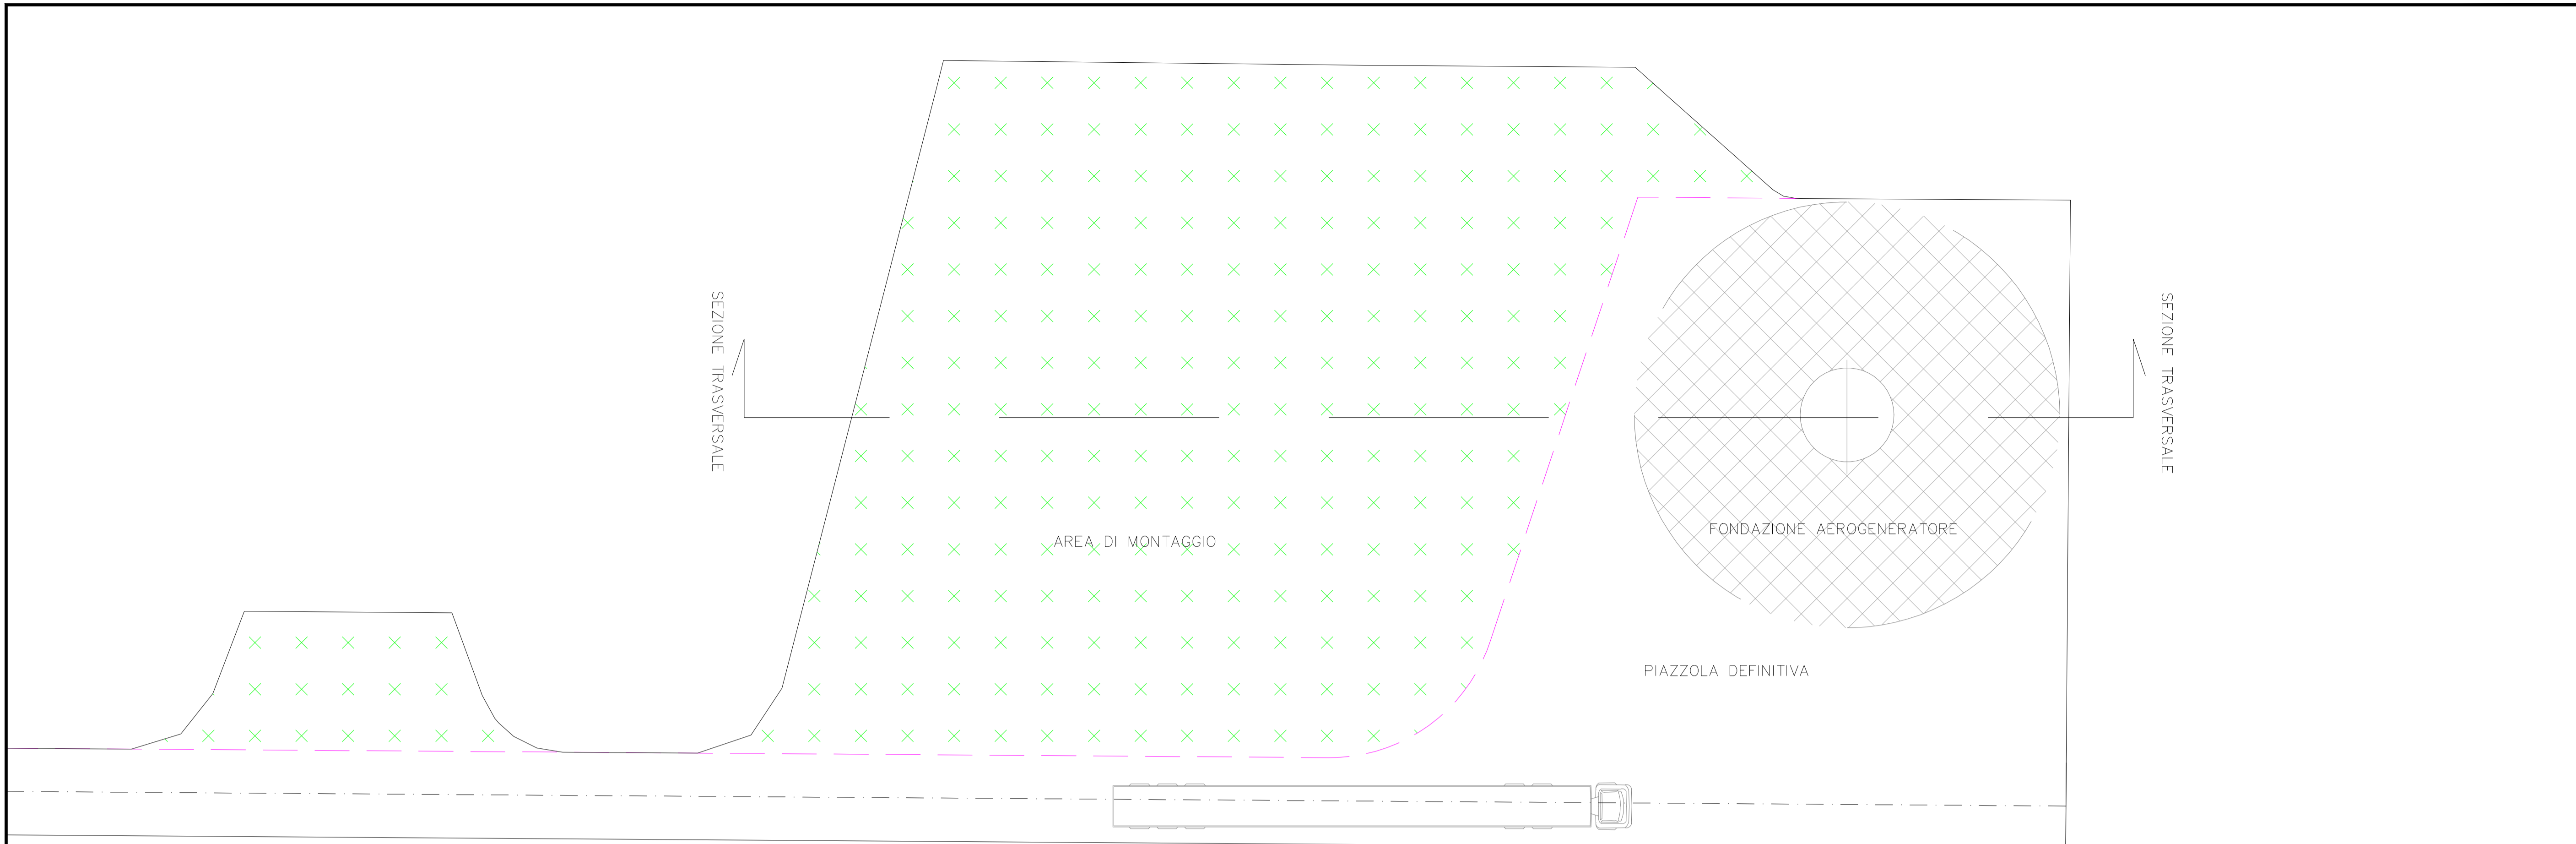 SEZIONE TRASVERSALE
SEZIONE TRASVERSALE
AREA DI MONTAGGIO
FONDAZIONE AEROGENERATORE
PIAZZOLA DEFINITIVA